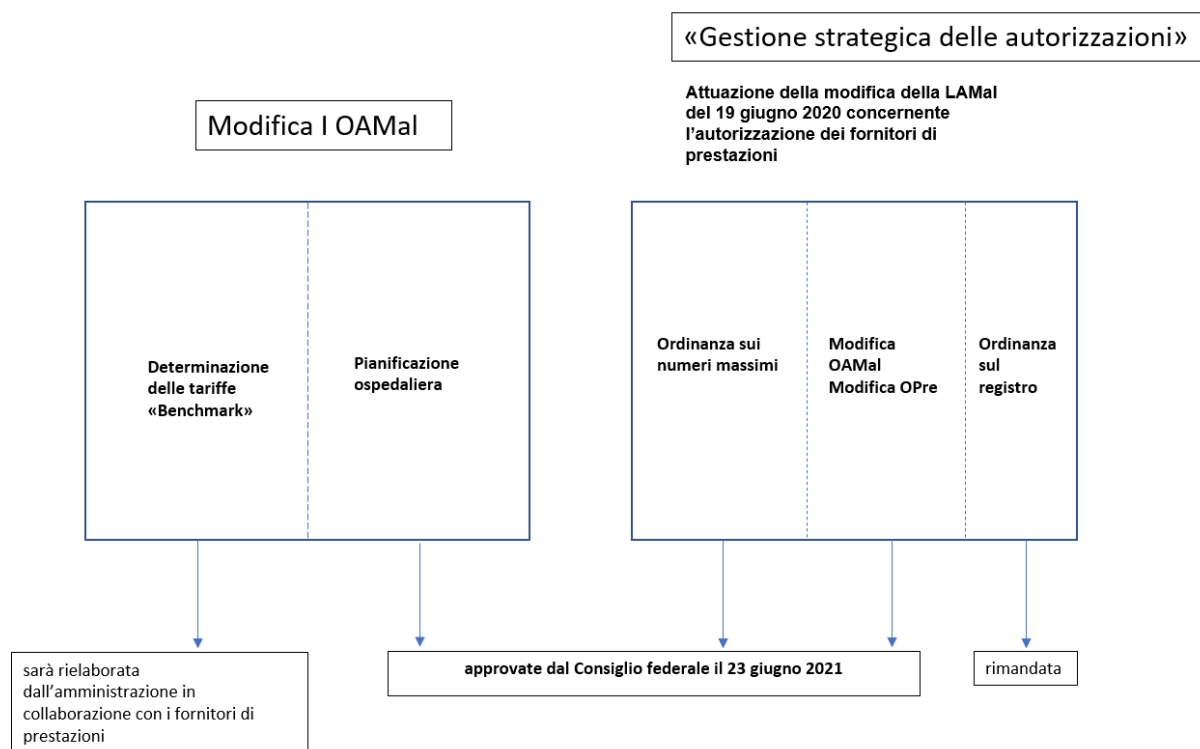 «Gestione strategica delle autorizzazioni»
Attuazione della modifica della LAMal
del 19 giugno 2020 concernente
l'autorizzazione dei fornitori di
prestazioni
Modifica I OAMal
Determinazione
delle tariffe
«Benchmark»
Pianificazione
ospedaliera
Ordinanza sui
numeri massimi
Modifica
OAMal
Modifica OPre
Ordinanza
sul
registro
sarà rielaborata
dall'amministrazione in
collaborazione con i fornitori di
prestazioni
approvate dal Consiglio federale il 23 giugno 2021
rimandata